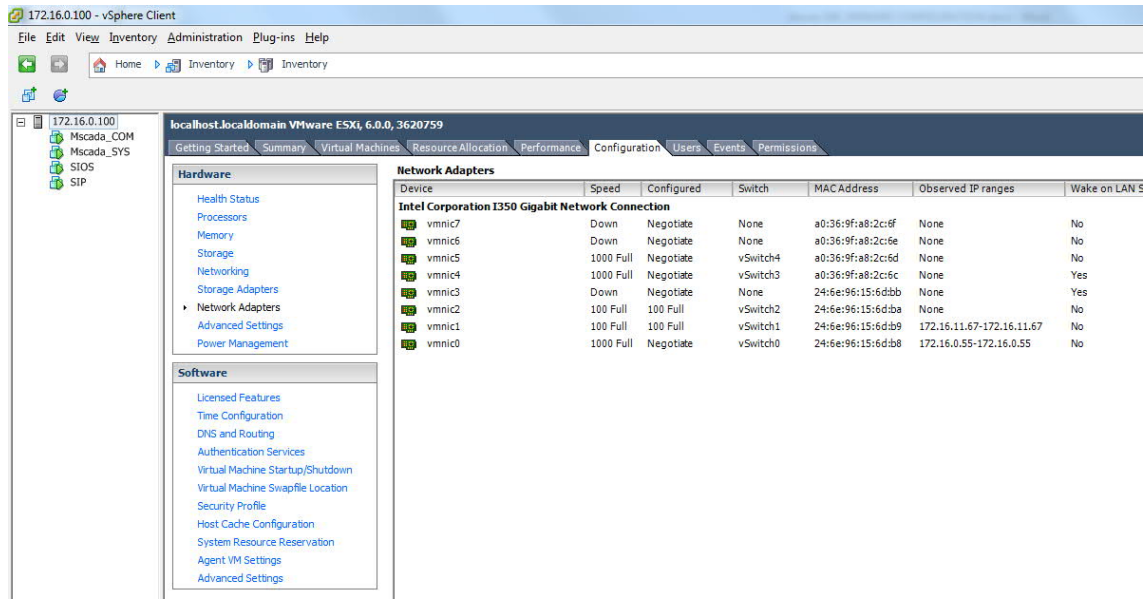 172.16.0.100 - vSphere Client
File Edit View Inventory Administration Plug-ins Help
Home Inventory Inventory
172.16.0.100
Mscada_COM
Mscada_SYS
SIOS
SIP
localhost.localdomain VMware ESXi, 6.0.0, 3620759
Getting Started Summary Virtual Machines Resource Allocation Performance Configuration Users Events Permissions
Hardware
Health Status
Processors
Memory
Storage
Networking
Storage Adapters
Network Adapters
Advanced Settings
Power Management
Software
Licensed Features
Time Configuration
DNS and Routing
Authentication Services
Virtual Machine Startup/Shutdown
Virtual Machine Swapfile Location
Security Profile
Host Cache Configuration
System Resource Reservation
Agent VM Settings
Advanced Settings
Network Adapters
Device Speed Configured Switch MAC Address Observed IP ranges Wake on LAN S
Intel Corporation I350 Gigabit Network Connection
vmnic7 Down Negotiate None a0:36:9f:a8:2c:6f None No
vmnic6 Down Negotiate None a0:36:9f:a8:2c:6e None No
vmnic5 1000 Full Negotiate vSwitch4 a0:36:9f:a8:2c:6d None No
vmnic4 1000 Full Negotiate vSwitch3 a0:36:9f:a8:2c:6c None Yes
vmnic3 Down Negotiate None 24:6e:96:15:6d:bb None Yes
vmnic2 100 Full 100 Full vSwitch2 24:6e:96:15:6d:ba None No
vmnic1 100 Full 100 Full vSwitch1 24:6e:96:15:6d:b9 172.16.11.67-172.16.11.67 No
vmnic0 1000 Full Negotiate vSwitch0 24:6e:96:15:6d:b8 172.16.0.55-172.16.0.55 No